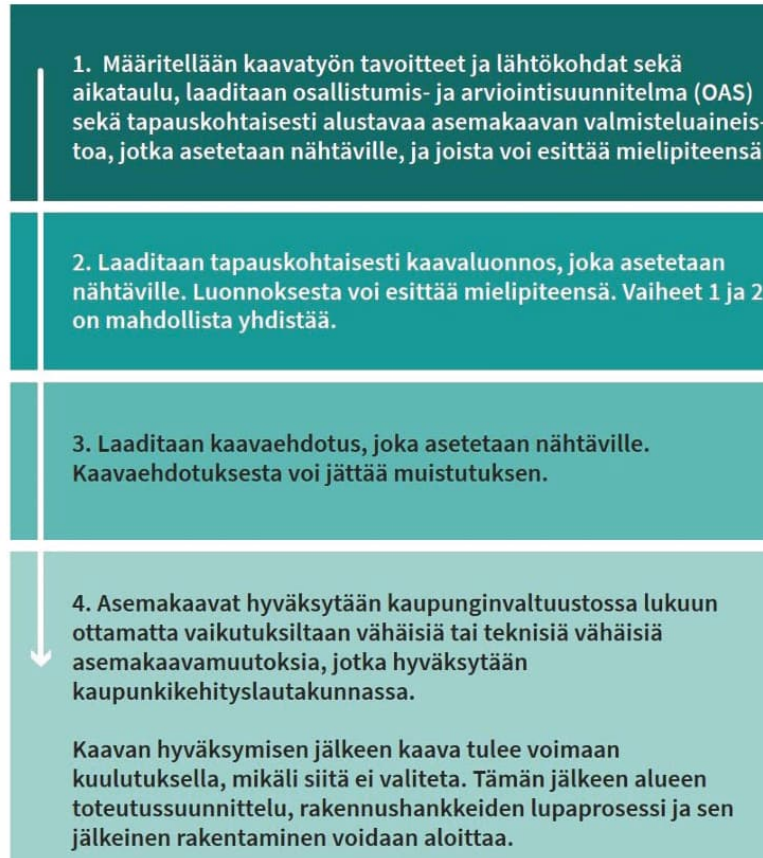 1. Määritellään kaavatyön tavoitteet ja lähtökohdat sekä
aikataulu, laaditaan osallistumis- ja arviointisuunnitelma (OAS)
sekä tapauskohtaisesti alustavaa asemakaavan valmisteluaineis-
toa, jotka asetetaan nähtäville, ja joista voi esittää mielipiteensä
2. Laaditaan tapauskohtaisesti kaavaluonnos, joka asetetaan
nähtäville. Luonnoksesta voi esittää mielipiteensä. Vaiheet 1 ja 2
on mahdollista yhdistää.
3. Laaditaan kaavaehdotus, joka asetetaan nähtäville.
Kaavaehdotuksesta voi jättää muistutuksen.
4. Asemakaavat hyväksytään kaupunginvaltuustossa lukuun
ottamatta vaikutuksiltaan vähäisiä tai teknisiä vähäisiä
asemakaavamuutoksia, jotka hyväksytään
kaupunkikehityslautakunnassa.
Kaavan hyväksymisen jälkeen kaava tulee voimaan
kuulutuksella, mikäli siitä ei valiteta. Tämän jälkeen alueen
toteutussuunnittelu, rakennushankkeiden lupaprosessi ja sen
jälkeinen rakentaminen voidaan aloittaa.